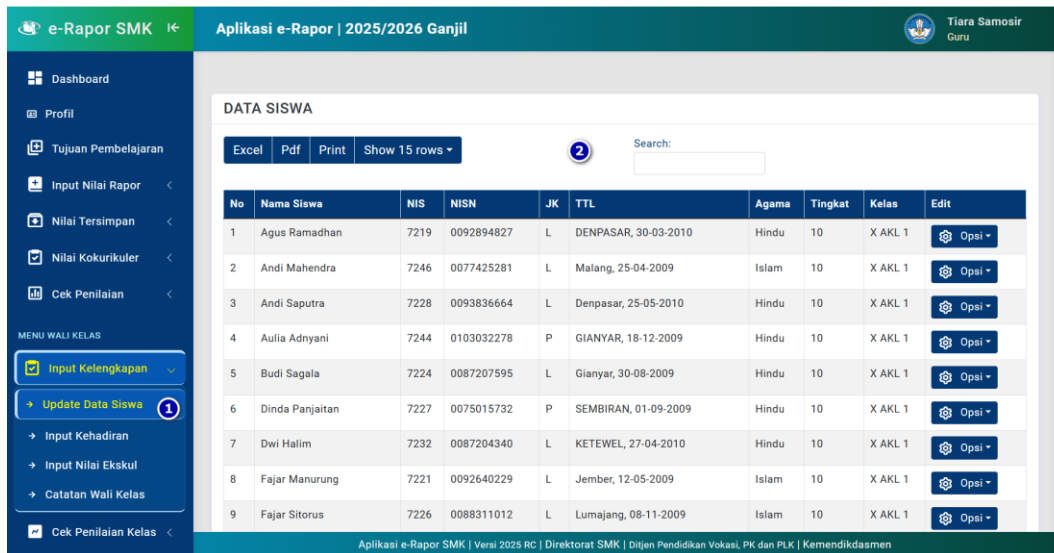 e-Rapor SMK
Aplikasi e-Rapor | 2025/2026 Ganjil
Tiara Samosir
Guru
Dashboard
Profil
Tujuan Pembelajaran
Input Nilai Rapor
Nilai Tersimpan
Nilai Kokurikuler
Cek Penilaian
MENU WALI KELAS
Input Kelengkapan
Update Data Siswa 1
Input Kehadiran
Input Nilai Ekskul
Catatan Wali Kelas
Cek Penilaian Kelas
DATA SISWA
Excel Pdf Print Show 15 rows
2
Search:
No Nama Siswa NIS NISN JK TTL Agama Tingkat Kelas Edit
1 Agus Ramadhan 7219 0092894827 L DENPASAR, 30-03-2010 Hindu 10 X AKL 1 Opsi
2 Andi Mahendra 7246 0077425281 L Malang, 25-04-2009 Islam 10 X AKL 1 Opsi
3 Andi Saputra 7228 0093836664 L Denpasar, 25-05-2010 Hindu 10 X AKL 1 Opsi
4 Aulia Adnyani 7244 0103032278 P GIANYAR, 18-12-2009 Hindu 10 X AKL 1 Opsi
5 Budi Sagala 7224 0087207595 L Gianyar, 30-08-2009 Hindu 10 X AKL 1 Opsi
6 Dinda Panjaitan 7227 0075015732 P SEMBIRAN, 01-09-2009 Hindu 10 X AKL 1 Opsi
7 Dwi Halim 7232 0087204340 L KETEWEL, 27-04-2010 Hindu 10 X AKL 1 Opsi
8 Fajar Manurung 7221 0092640229 L Jember, 12-05-2009 Islam 10 X AKL 1 Opsi
9 Fajar Sitorus 7226 0088311012 L Lumajang, 08-11-2009 Islam 10 X AKL 1 Opsi
Aplikasi e-Rapor SMK | Versi 2025 RC | Direktorat SMK | Ditjen Pendidikan Vokasi, PK dan PLK | Kemendikdasmen